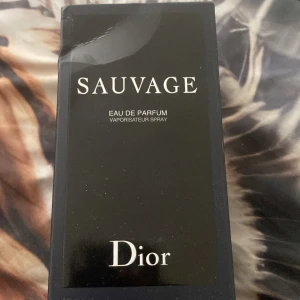 SAUVAGE
EAU DE PARFUM
VAPORISATEUR SPRAY
Dior